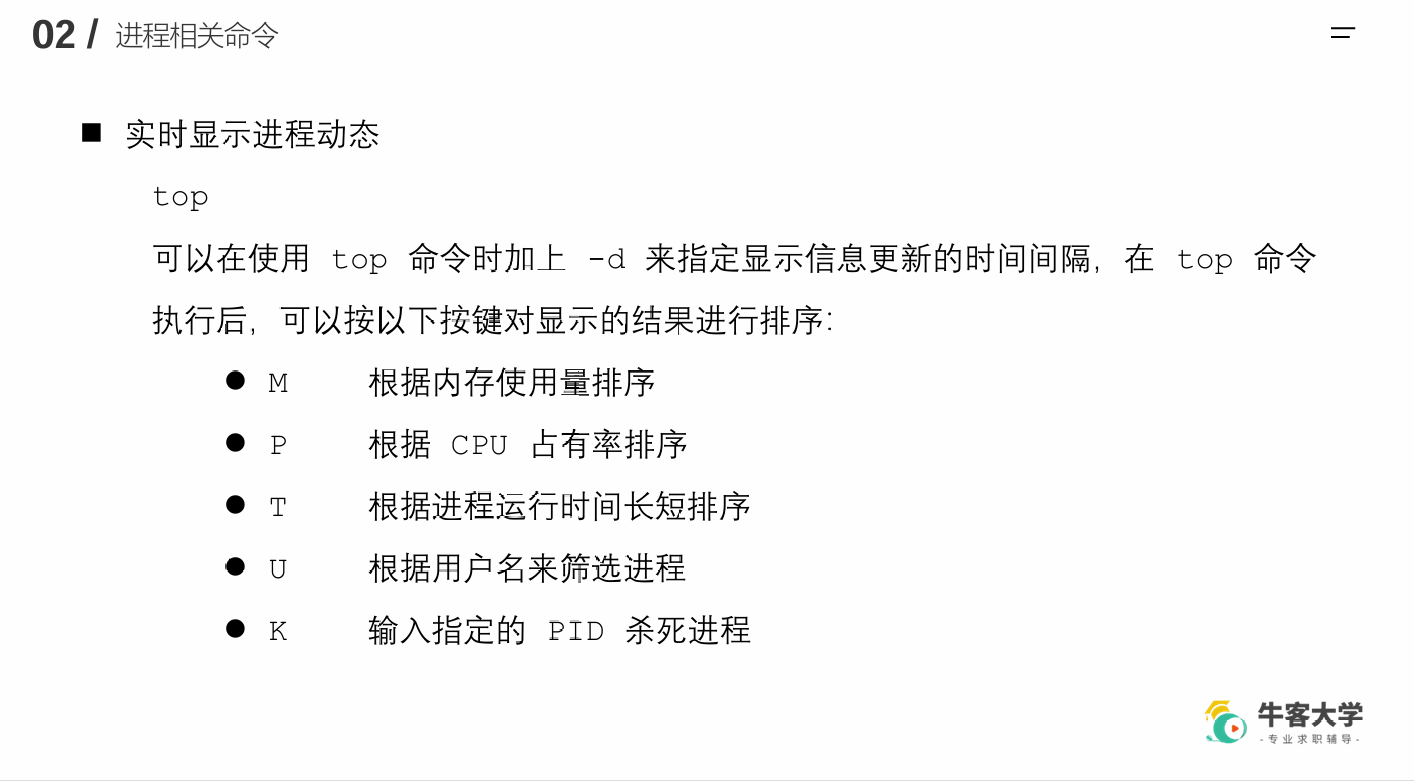 02 / 进程相关命令
■ 实时显示进程动态
top
可以在使用 top 命令时加上 -d 来指定显示信息更新的时间间隔，在 top 命令
执行后，可以按以下按键对显示的结果进行排序：
● M 根据内存使用量排序
● P 根据 CPU 占有率排序
● T 根据进程运行时间长短排序
● U 根据用户名来筛选进程
● K 输入指定的 PID 杀死进程
牛客大学
-专业求职辅导-